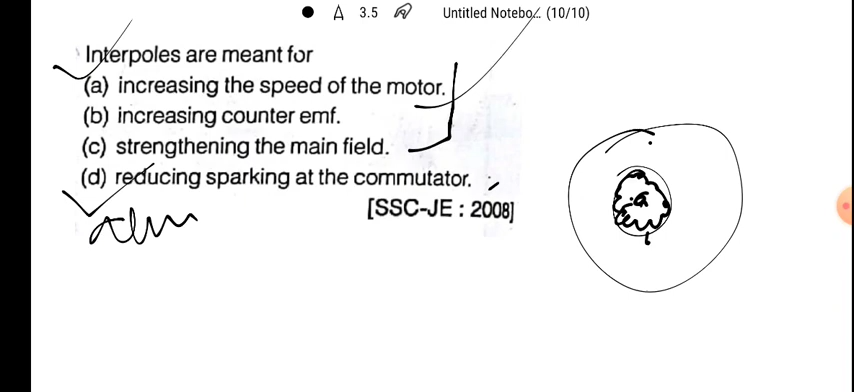 3.5 Untitled Notebo... (10/10)
Interpoles are meant for
(a) increasing the speed of the motor.
(b) increasing counter emf.
(c) strengthening the main field.
(d) reducing sparking at the commutator.
[SSC-JE : 2008]